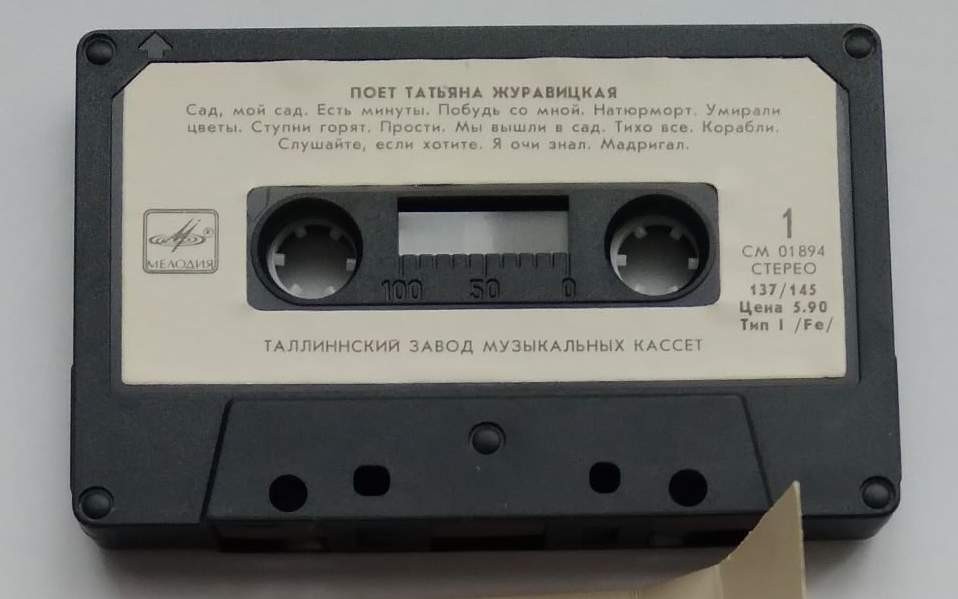 ПОЕТ ТАТЬЯНА ЖУРАВИЦКАЯ
Сад, мой сад. Есть минуты. Побудь со мной. Натюрморт. Умирали
цветы. Ступни горят. Прости. Мы вышли в сад. Тихо все. Корабли.
Слушайте, если хотите. Я очи знал. Мадригал.
МЕЛОДИЯ
®
100 50 0
1
СМ 01894
СТЕРЕО
137/145
Цена 5.90
Тип I /Fe/
ТАЛЛИННСКИЙ ЗАВОД МУЗЫКАЛЬНЫХ КАССЕТ